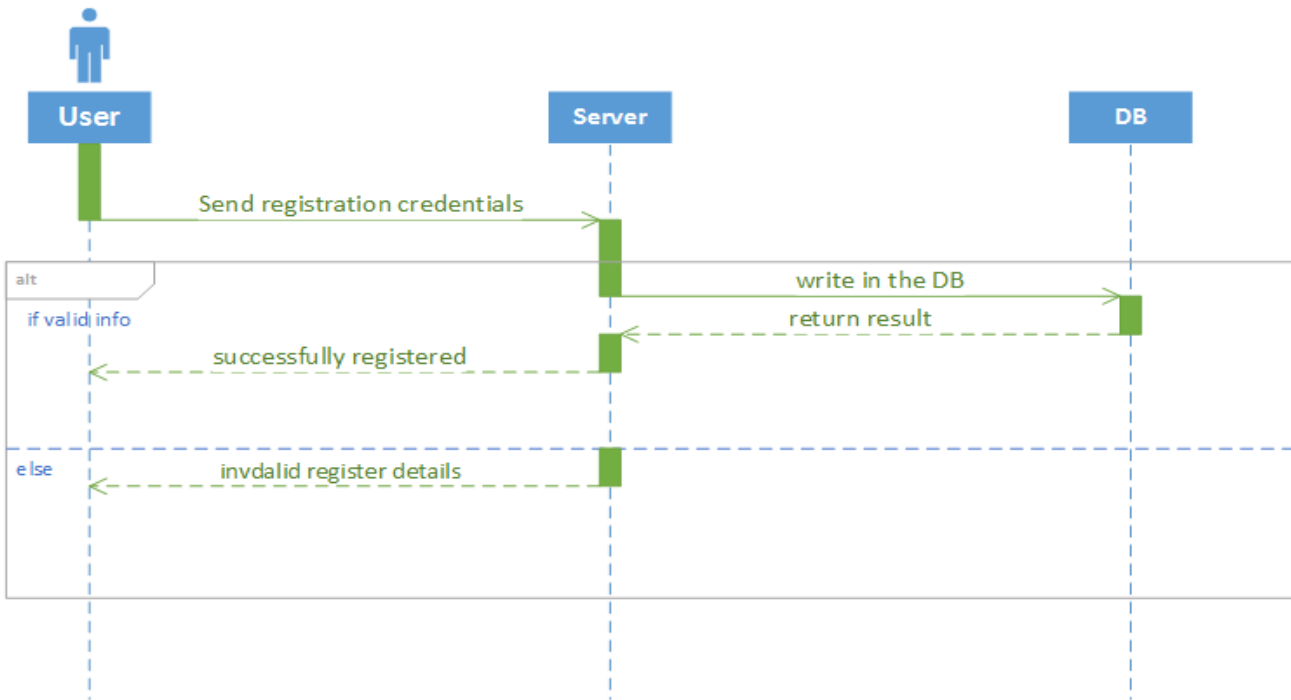 User
Server
DB
Send registration credentials
alt
write in the DB
if valid info
return result
successfully registered
else
invdalid register details